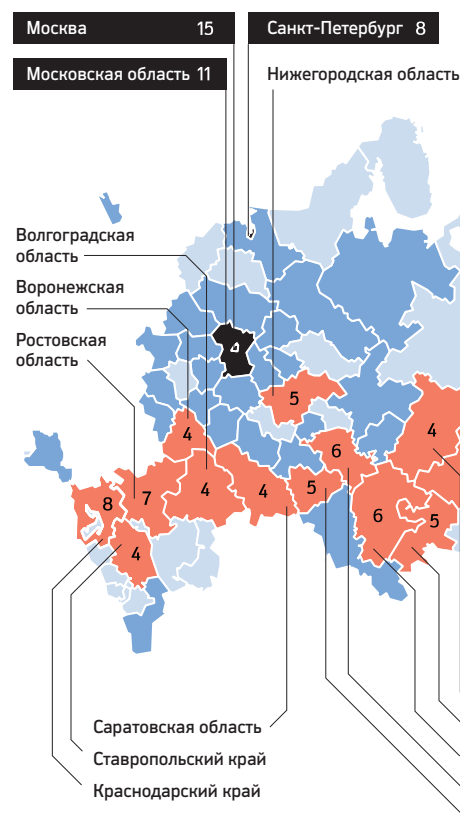 Москва 15
Санкт-Петербург 8
Московская область 11
Нижегородская область
Волгоградская
область
Воронежская
область
Ростовская
область
5
4
4
6
8
7
4
4
5
6
5
4
Саратовская область
Ставропольский край
Краснодарский край